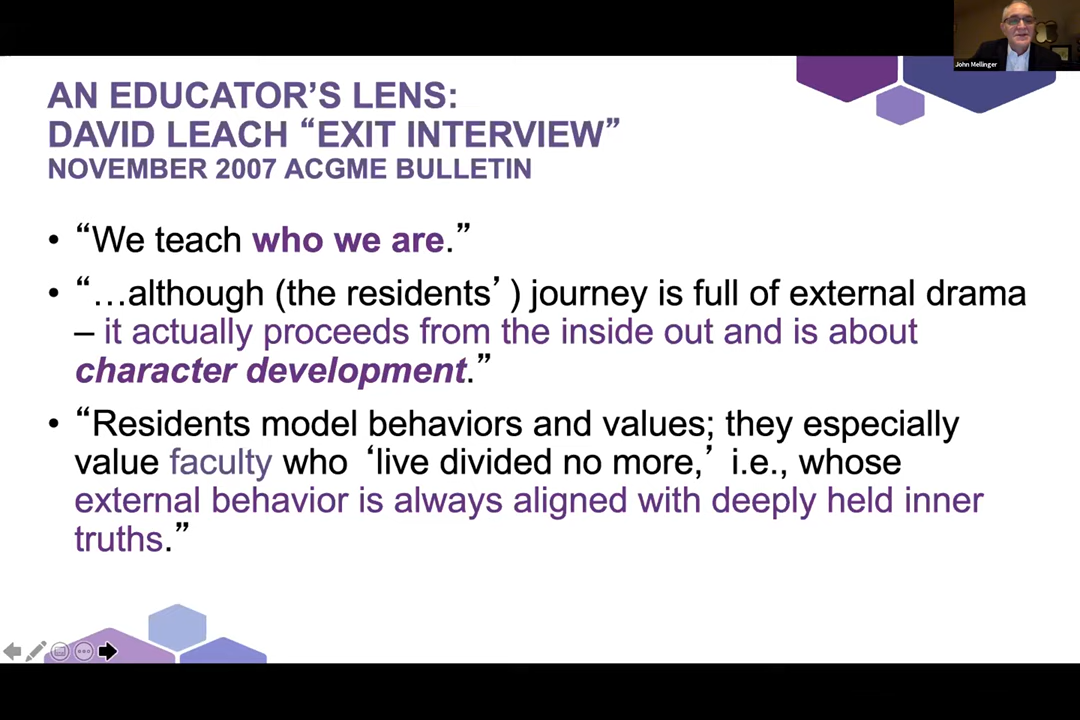 John Mellinger
AN EDUCATOR’S LENS:
DAVID LEACH “EXIT INTERVIEW”
NOVEMBER 2007 ACGME BULLETIN
• “We teach who we are.”
• “…although (the residents’ ) journey is full of external drama
– it actually proceeds from the inside out and is about
character development.”
• “Residents model behaviors and values; they especially
value faculty who ‘live divided no more,’ i.e., whose
external behavior is always aligned with deeply held inner
truths.”